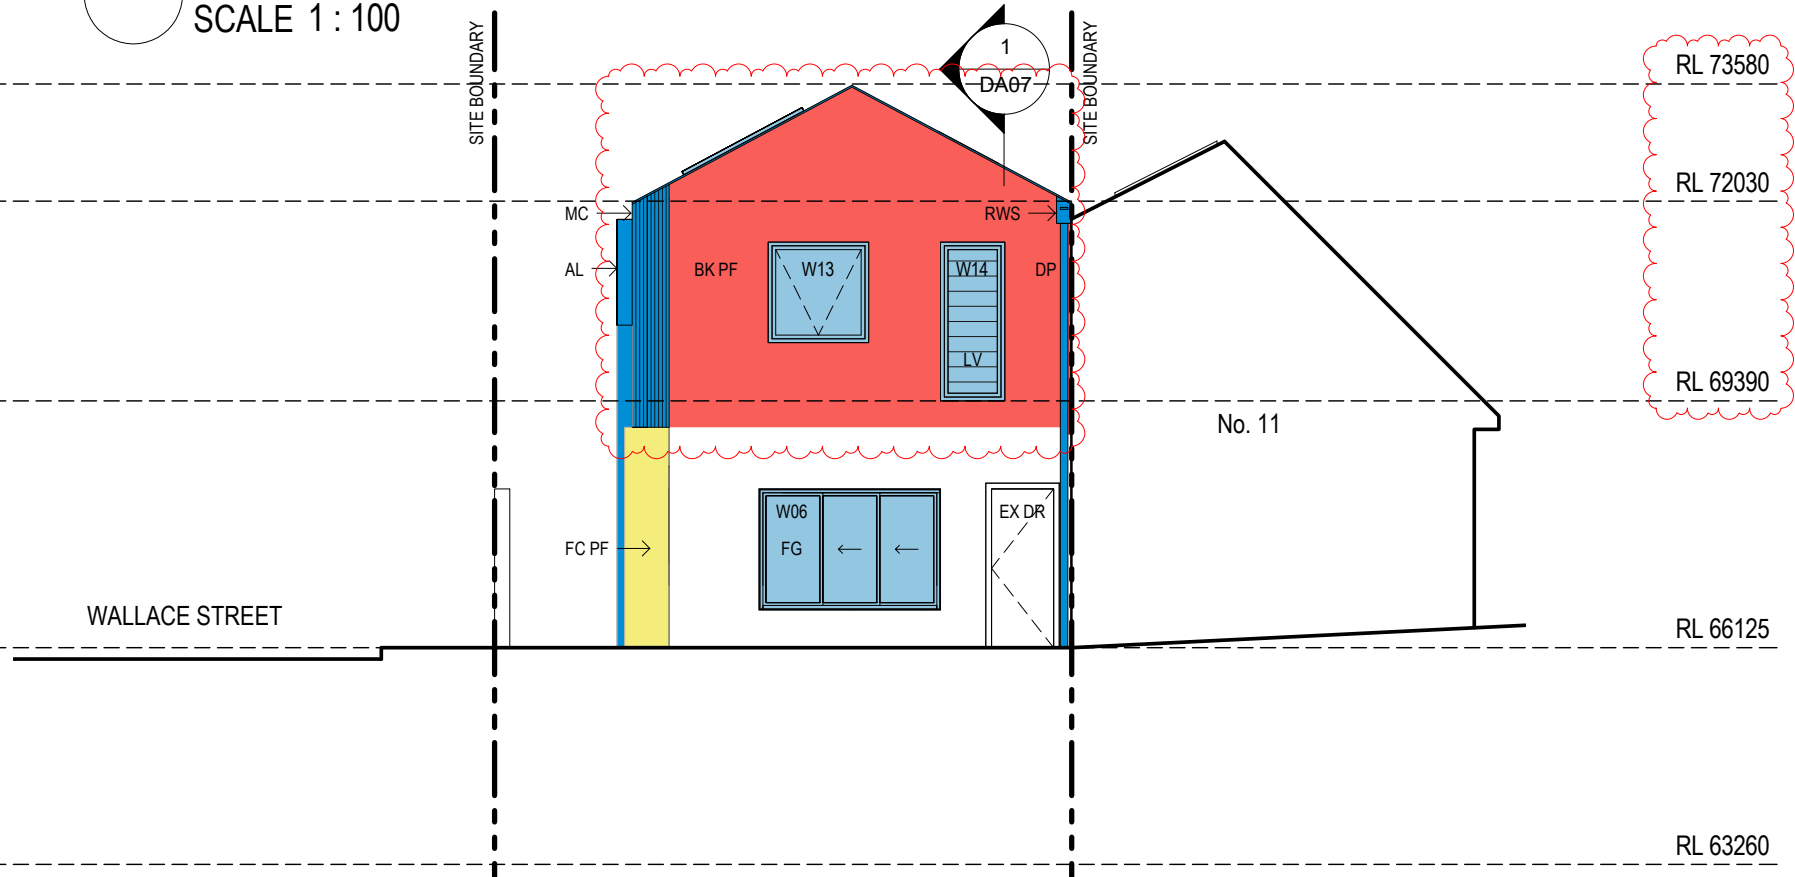 SCALE 1 : 100
SITE BOUNDARY
1
DA07
SITE BOUNDARY
RL 73580
RL 72030
MC
RWS
AL
BK PF
W13
W14
DP
LV
RL 69390
No. 11
W06
EX DR
FC PF
FG
WALLACE STREET
RL 66125
RL 63260